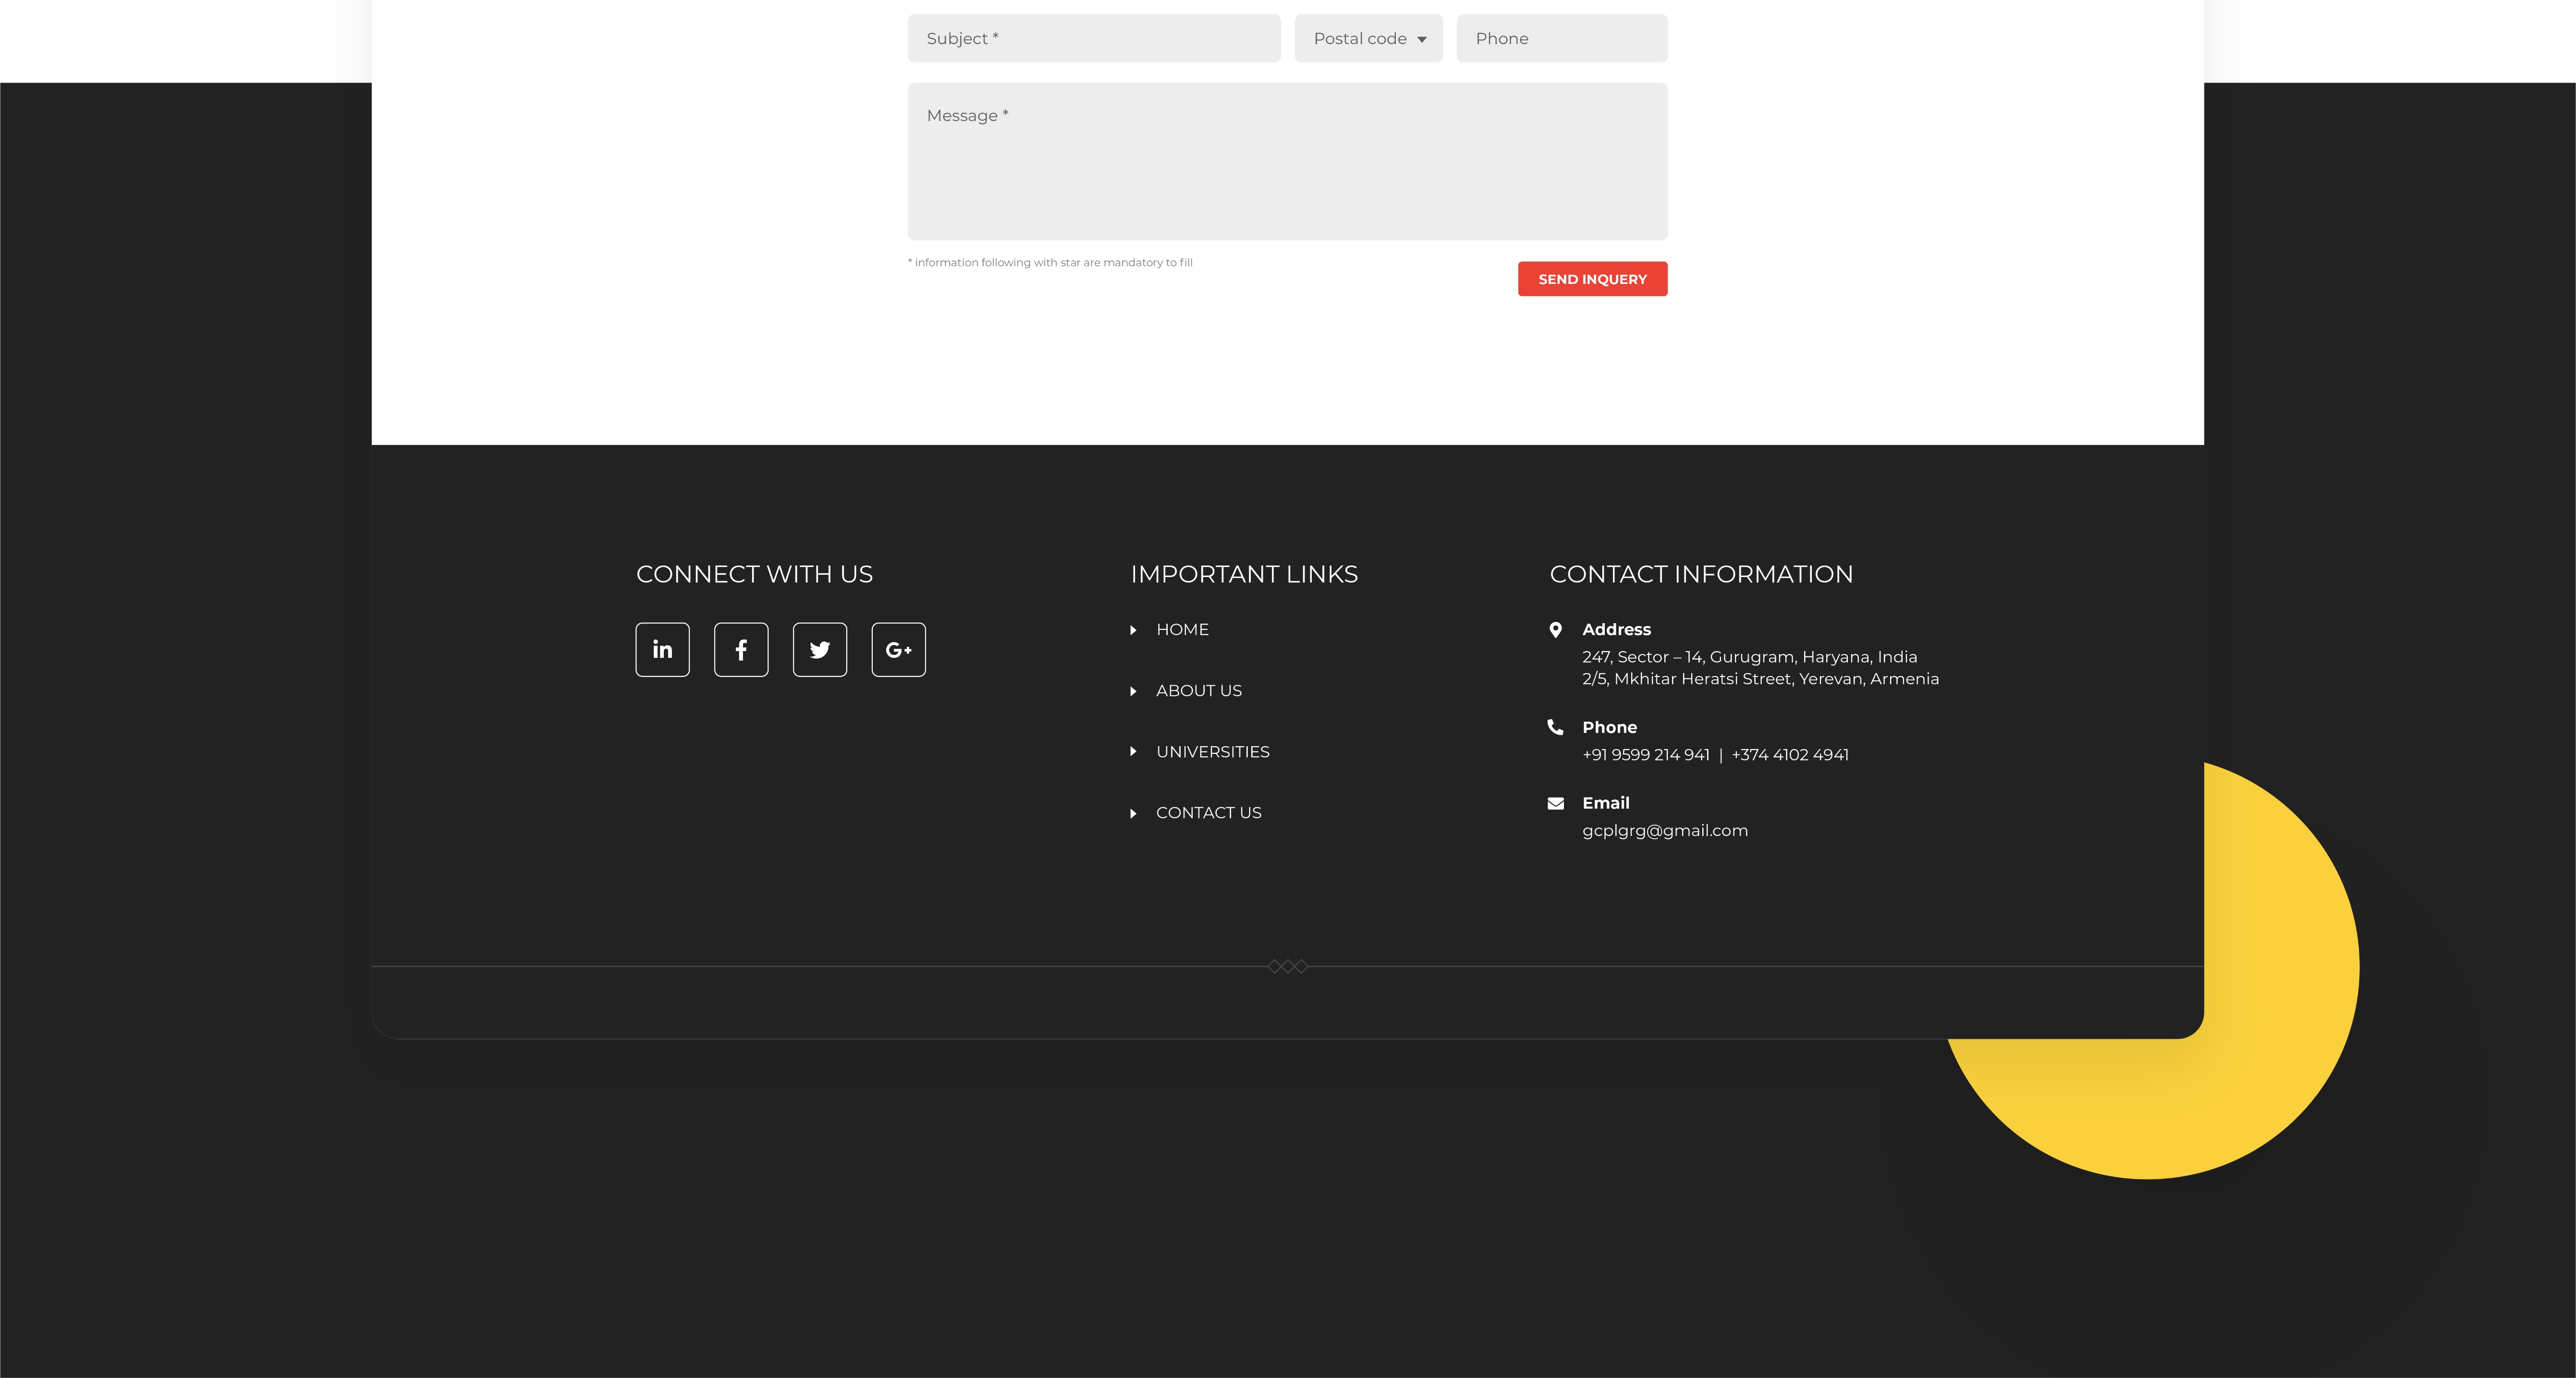 Subject * Postal code Phone
Message *
* information following with star are mandatory to fill
SEND INQUERY
CONNECT WITH US
in f G+
IMPORTANT LINKS
HOME
ABOUT US
UNIVERSITIES
CONTACT US
CONTACT INFORMATION
Address
247, Sector – 14, Gurugram, Haryana, India
2/5, Mkhitar Heratsi Street, Yerevan, Armenia
Phone
+91 9599 214 941 | +374 4102 4941
Email
gcplgrg@gmail.com